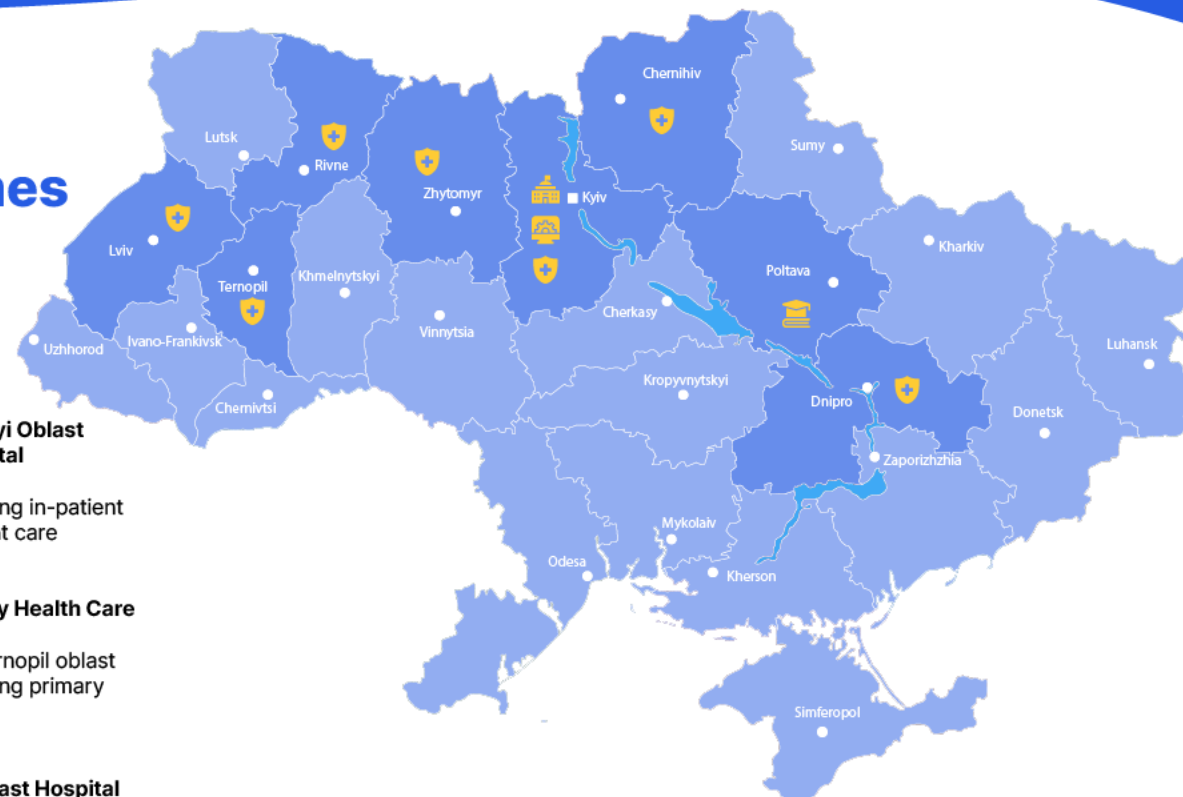 Chernihiv
Lutsk
Sumy
Rivne
nes
Zhytomyr
Kyiv
Lviv
Kharkiv
Poltava
Khmelnytskyi
Ternopil
Cherkasy
Vinnytsia
Ivano-Frankivsk
Uzhhorod
Luhansk
Kropyvnytskyi
Dnipro
Chernivtsi
Donetsk
yi Oblast
tal
Zaporizhzhia
ng in-patient
nt care
Mykolaiv
Odesa
Kherson
y Health Care
rnopil oblast
ng primary
Simferopol
ast Hospital